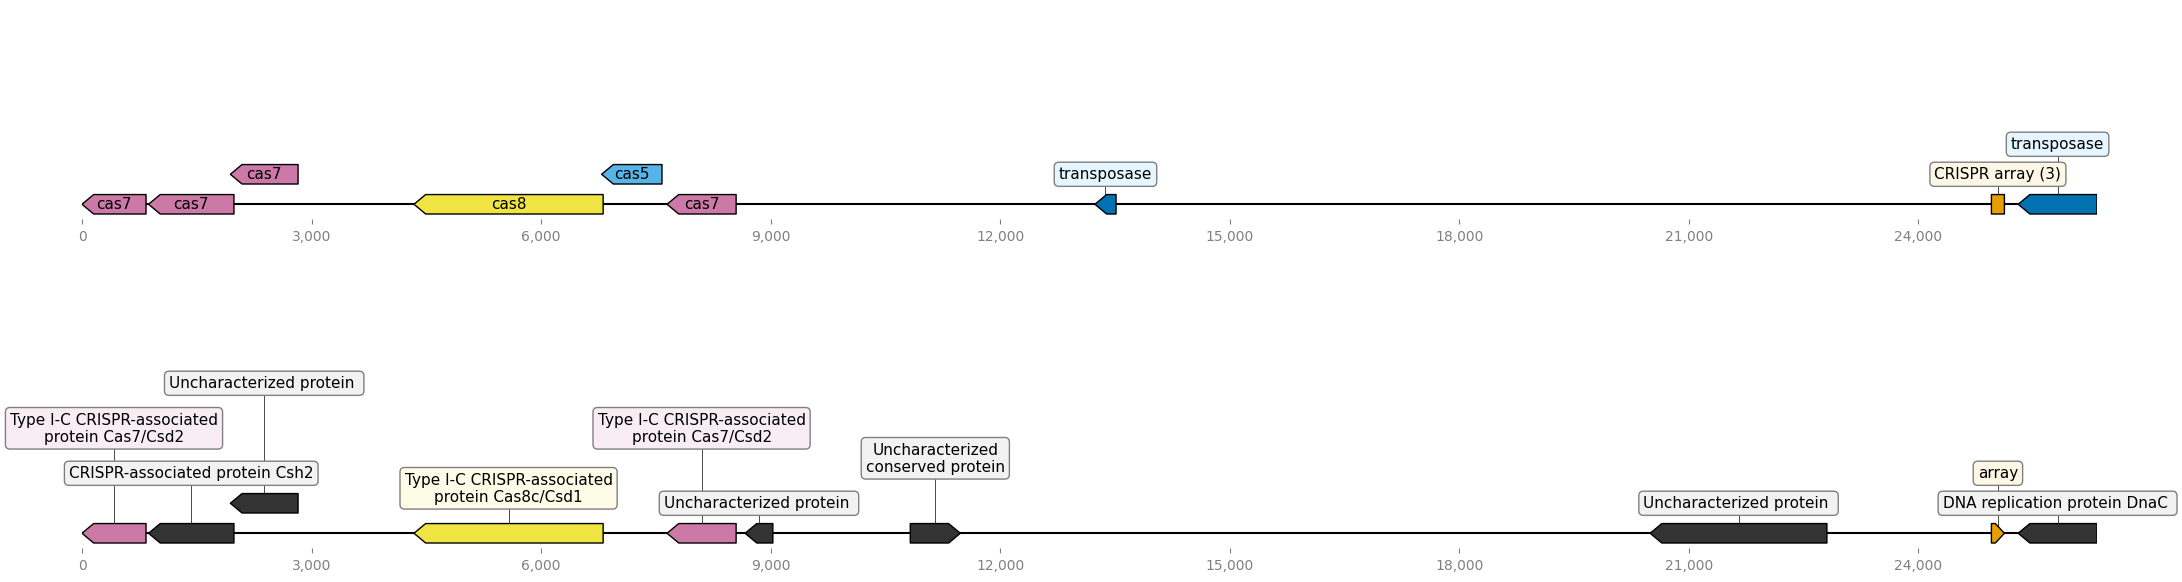 transposase
cas7
cas5
transposase
CRISPR array (3)
cas7
cas7
cas8
cas7
0
3,000
6,000
9,000
12,000
15,000
18,000
21,000
24,000
Uncharacterized protein
Type I-C CRISPR-associated
protein Cas7/Csd2
Type I-C CRISPR-associated
protein Cas7/Csd2
Uncharacterized
conserved protein
CRISPR-associated protein Csh2
array
Type I-C CRISPR-associated
protein Cas8c/Csd1
Uncharacterized protein
Uncharacterized protein
DNA replication protein DnaC
0
3,000
6,000
9,000
12,000
15,000
18,000
21,000
24,000